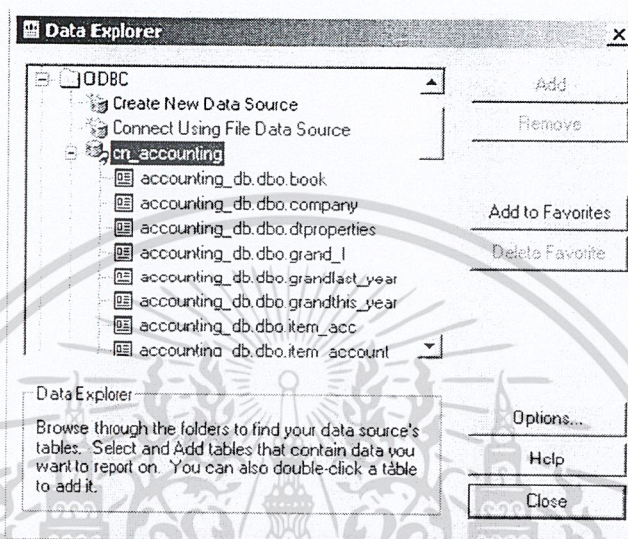 Data Explorer
ODBC
Create New Data Source
Connect Using File Data Source
cn_accounting
accounting_db.dbo.book
accounting_db.dbo.company
accounting_db.dbo.dtproperties
accounting_db.dbo.grand_l
accounting_db.dbo.grandlast_year
accounting_db.dbo.grandthis_year
accounting_db.dbo.item_acc
accounting_db.dbo.item_account
Add
Remove
Add to Favorites
Delete Favorite
Data Explorer
Browse through the folders to find your data source's
tables. Select and Add tables that contain data you
want to report on. You can also double-click a table
to add it.
Options...
Help
Close